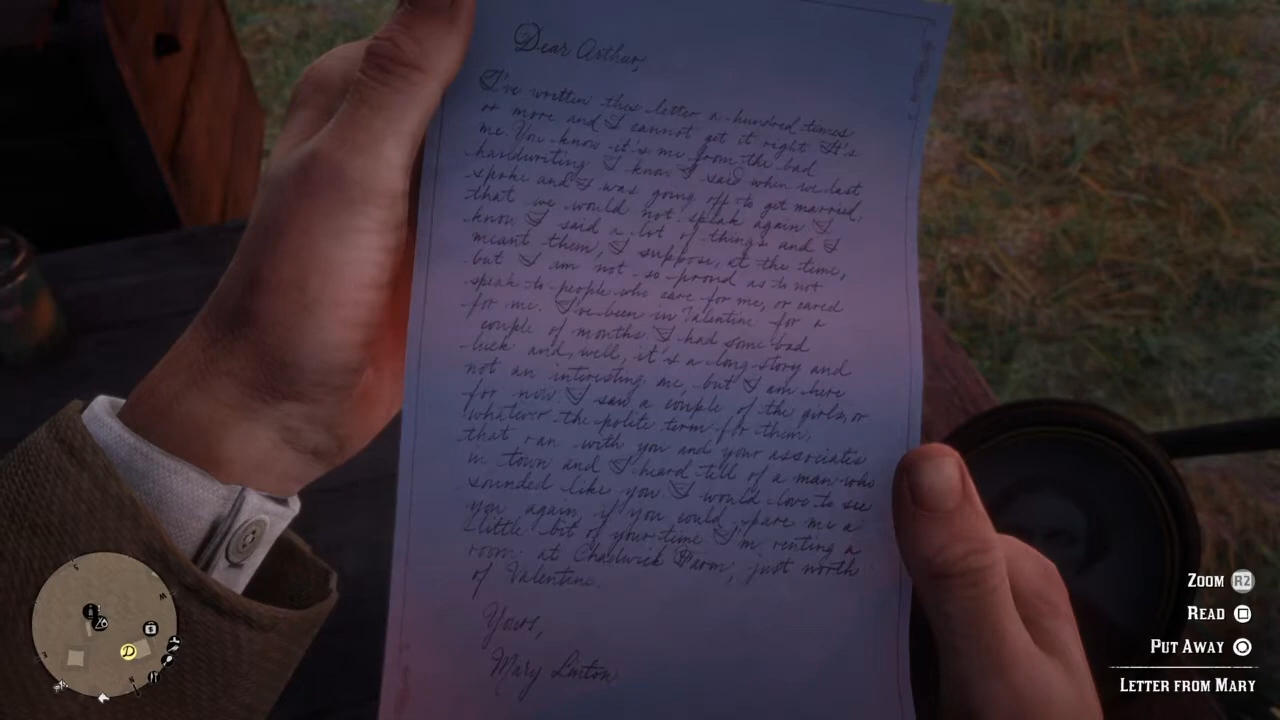 Dear Arthur,
I've written this letter a hundred times
or more and I cannot get it right It's
me. You know it's me from the bad
handwriting I know I said when we last
spoke and I was going off to get married,
that we would not speak again I
know I said a lot of things and I
meant them, I suppose, at the time,
but I am not so proud as to not
speak to people who care for me, or cared
for me. I've been in Valentine for a
couple of months. I had some bad
luck and, well, it's a long story and
not an interesting me, but I am here
for now. I saw a couple of the girls, or
whatever the polite term for them,
that ran with you and your associates
in town and I heard tell of a man who
sounded like you I would love to see
you again, if you could spare me a
little bit of your time I'm renting a
room at Chadwick Farm, just north
of Valentine.
Yours,
Mary Linton
D
ZOOM R2
READ
PUT AWAY
LETTER FROM MARY